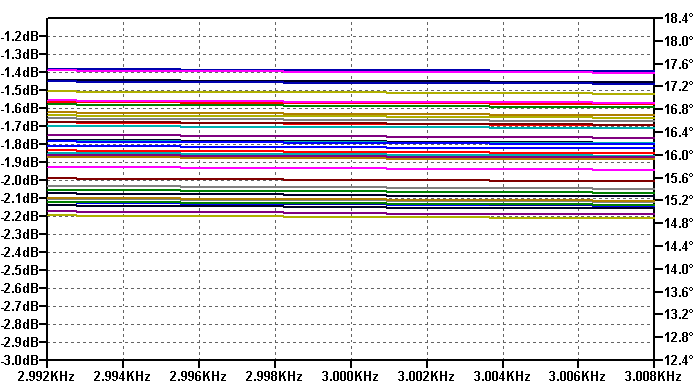 -1.2dB
-1.3dB
-1.4dB
-1.5dB
-1.6dB
-1.7dB
-1.8dB
-1.9dB
-2.0dB
-2.1dB
-2.2dB
-2.3dB
-2.4dB
-2.5dB
-2.6dB
-2.7dB
-2.8dB
-2.9dB
-3.0dB
18.4°
18.0°
17.6°
17.2°
16.8°
16.4°
16.0°
15.6°
15.2°
14.8°
14.4°
14.0°
13.6°
13.2°
12.8°
12.4°
2.992KHz 2.994KHz 2.996KHz 2.998KHz 3.000KHz 3.002KHz 3.004KHz 3.006KHz 3.008KHz